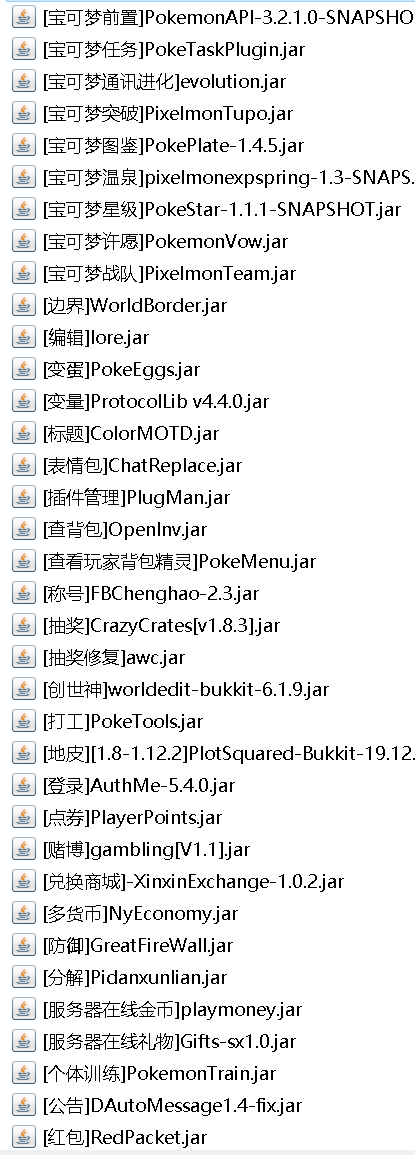 [宝可梦前置]PokemonAPI-3.2.1.0-SNAPSHO
[宝可梦任务]PokeTaskPlugin.jar
[宝可梦通讯进化]evolution.jar
[宝可梦突破]PixelmonTupo.jar
[宝可梦图鉴]PokePlate-1.4.5.jar
[宝可梦温泉]pixelmonexpspring-1.3-SNAPS.
[宝可梦星级]PokeStar-1.1.1-SNAPSHOT.jar
[宝可梦许愿]PokemonVow.jar
[宝可梦战队]PixelmonTeam.jar
[边界]WorldBorder.jar
[编辑]lore.jar
[变蛋]PokeEggs.jar
[变量]ProtocolLib v4.4.0.jar
[标题]ColorMOTD.jar
[表情包]ChatReplace.jar
[插件管理]PlugMan.jar
[查背包]OpenInv.jar
[查看玩家背包精灵]PokeMenu.jar
[称号]FBChenghao-2.3.jar
[抽奖]CrazyCrates[v1.8.3].jar
[抽奖修复]awc.jar
[创世神]worldedit-bukkit-6.1.9.jar
[打工]PokeTools.jar
[地皮][1.8-1.12.2]PlotSquared-Bukkit-19.12.
[登录]AuthMe-5.4.0.jar
[点券]PlayerPoints.jar
[赌博]gambling[V1.1].jar
[兑换商城]-XinxinExchange-1.0.2.jar
[多货币]NyEconomy.jar
[防御]GreatFireWall.jar
[分解]Pidanxunlian.jar
[服务器在线金币]playmoney.jar
[服务器在线礼物]Gifts-sx1.0.jar
[个体训练]PokemonTrain.jar
[公告]DAutoMessage1.4-fix.jar
[红包]RedPacket.jar